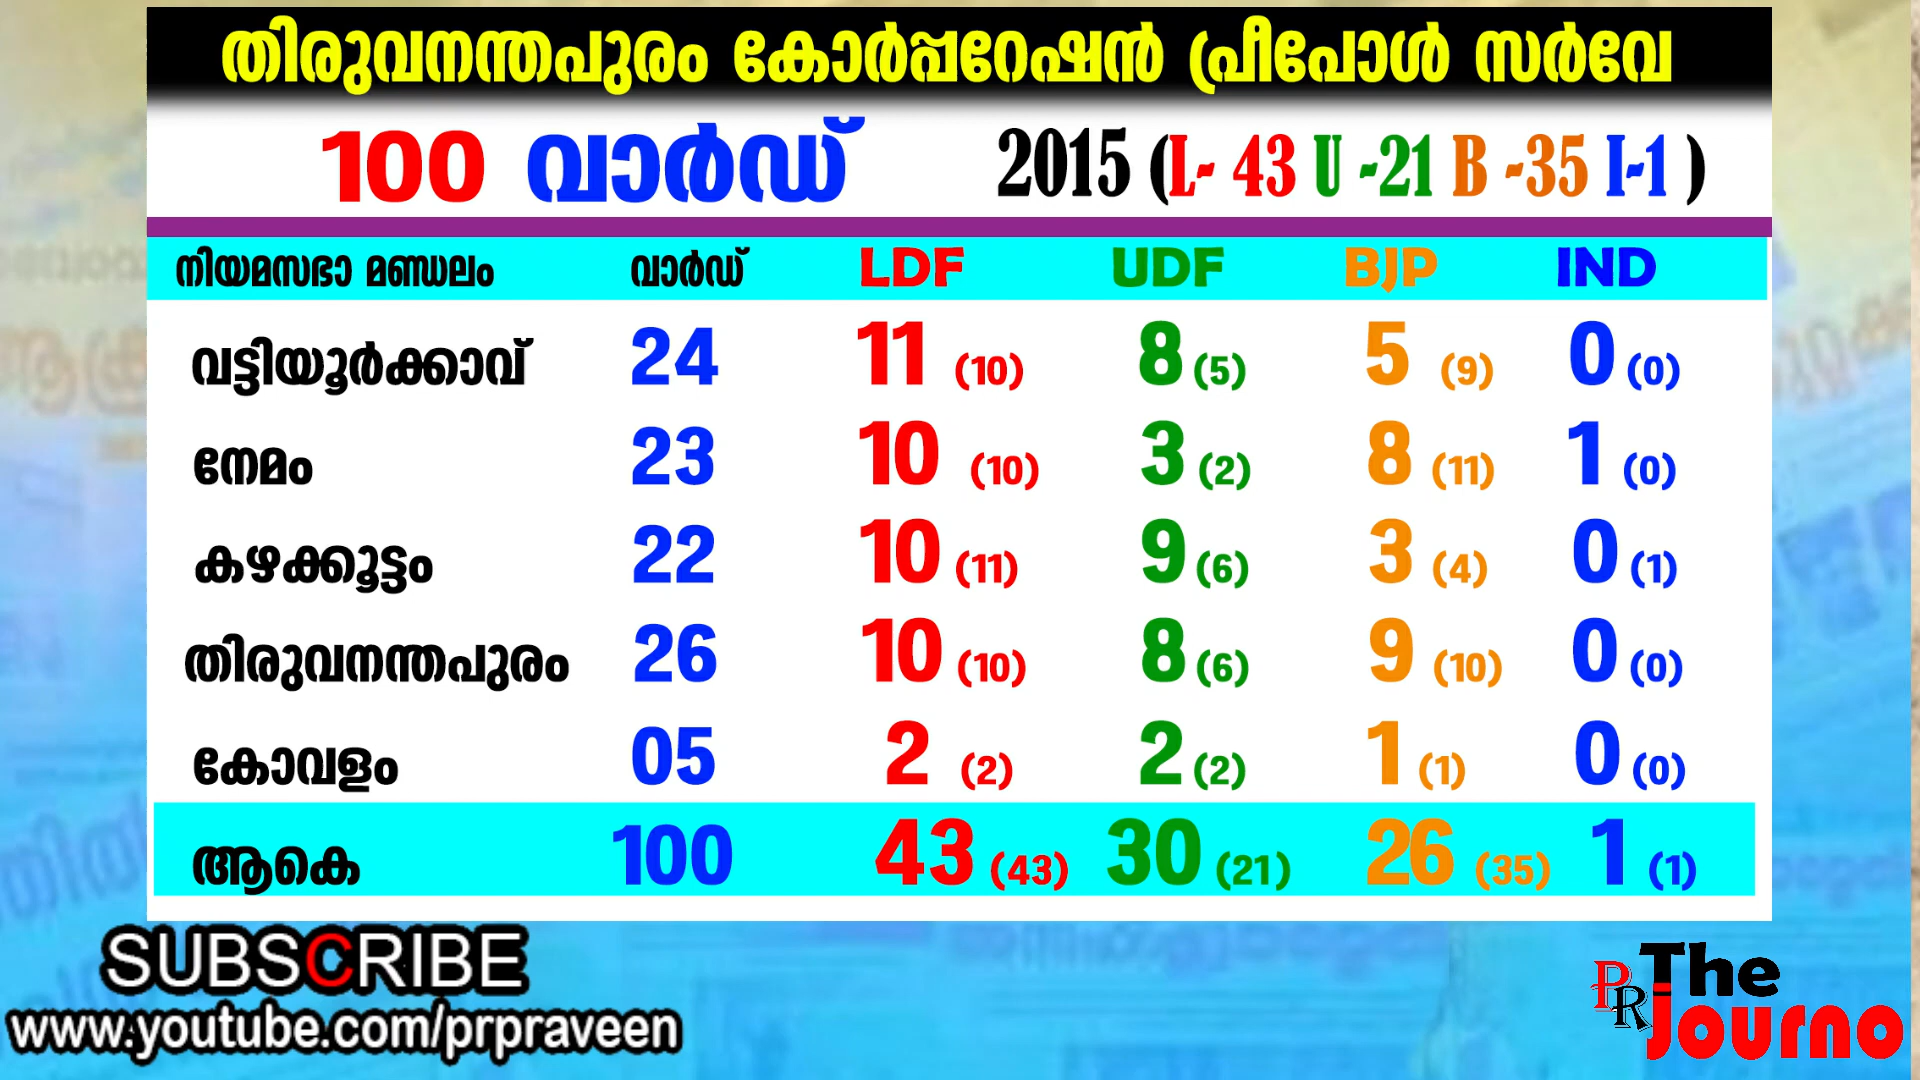 തിരുവനന്തപുരം കോർപ്പറേഷൻ പ്രീപോൾ സർവേ
100 വാർഡ് 2015 (L- 43 U -21 B -35 I-1 )
നിയമസഭാ മണ്ഡലം വാർഡ് LDF UDF BJP IND
വട്ടിയൂർക്കാവ് 24 11 (10) 8 (5) 5 (9) 0 (0)
നേമം 23 10 (10) 3 (2) 8 (11) 1 (0)
കഴക്കൂട്ടം 22 10 (11) 9 (6) 3 (4) 0 (1)
തിരുവനന്തപുരം 26 10 (10) 8 (6) 9 (10) 0 (0)
കോവളം 05 2 (2) 2 (2) 1 (1) 0 (0)
ആകെ 100 43 (43) 30 (21) 26 (35) 1 (1)
SUBSCRIBE
www.youtube.com/prpraveen
PR The Journo